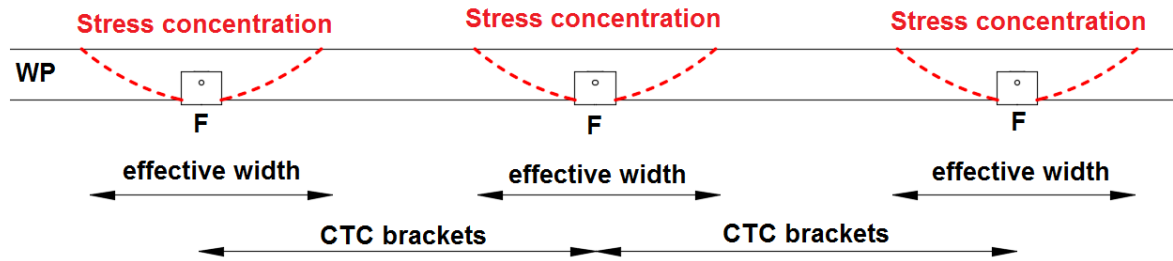 Stress concentration Stress concentration Stress concentration
WP
F F F
effective width effective width effective width
CTC brackets CTC brackets